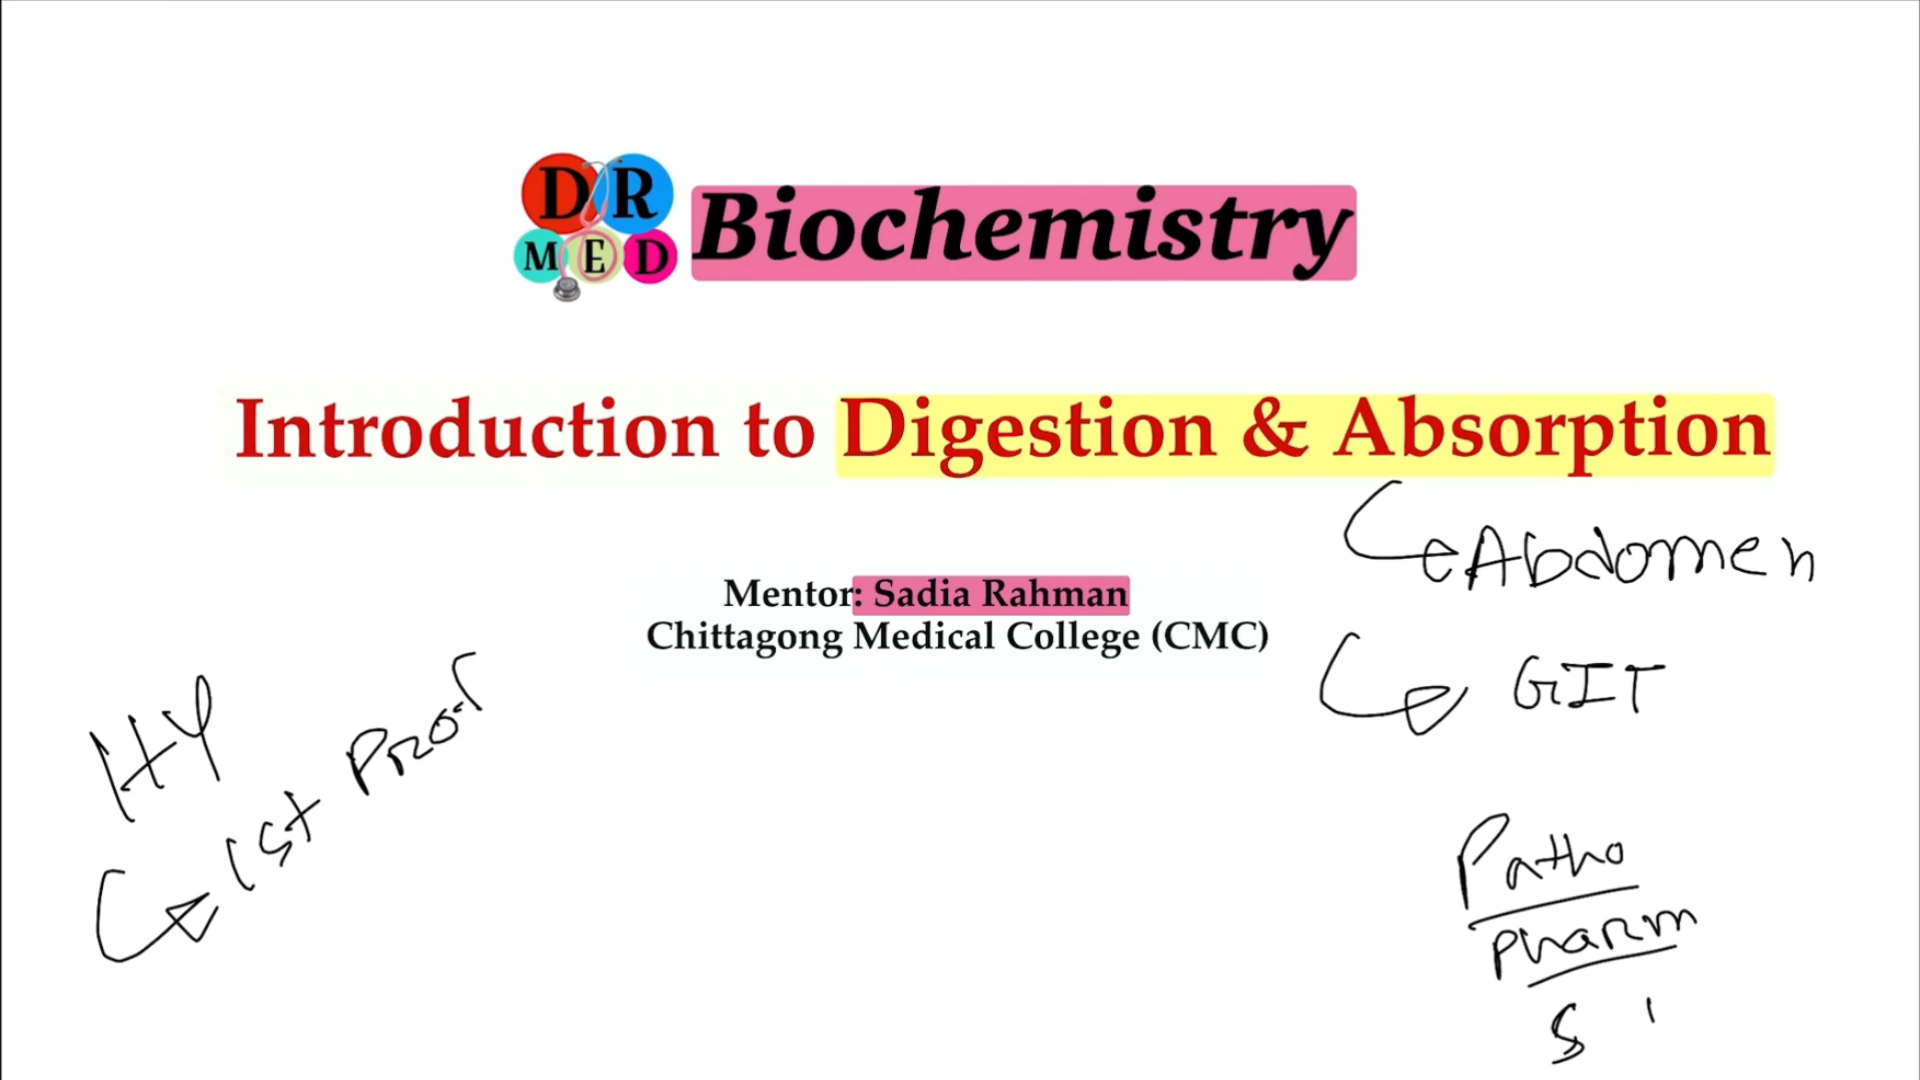 DR
MED
Biochemistry
Introduction to Digestion & Absorption
Abdomen
Mentor: Sadia Rahman
Chittagong Medical College (CMC)
GIT
HY
1st Prof
Patho
Pharm
S